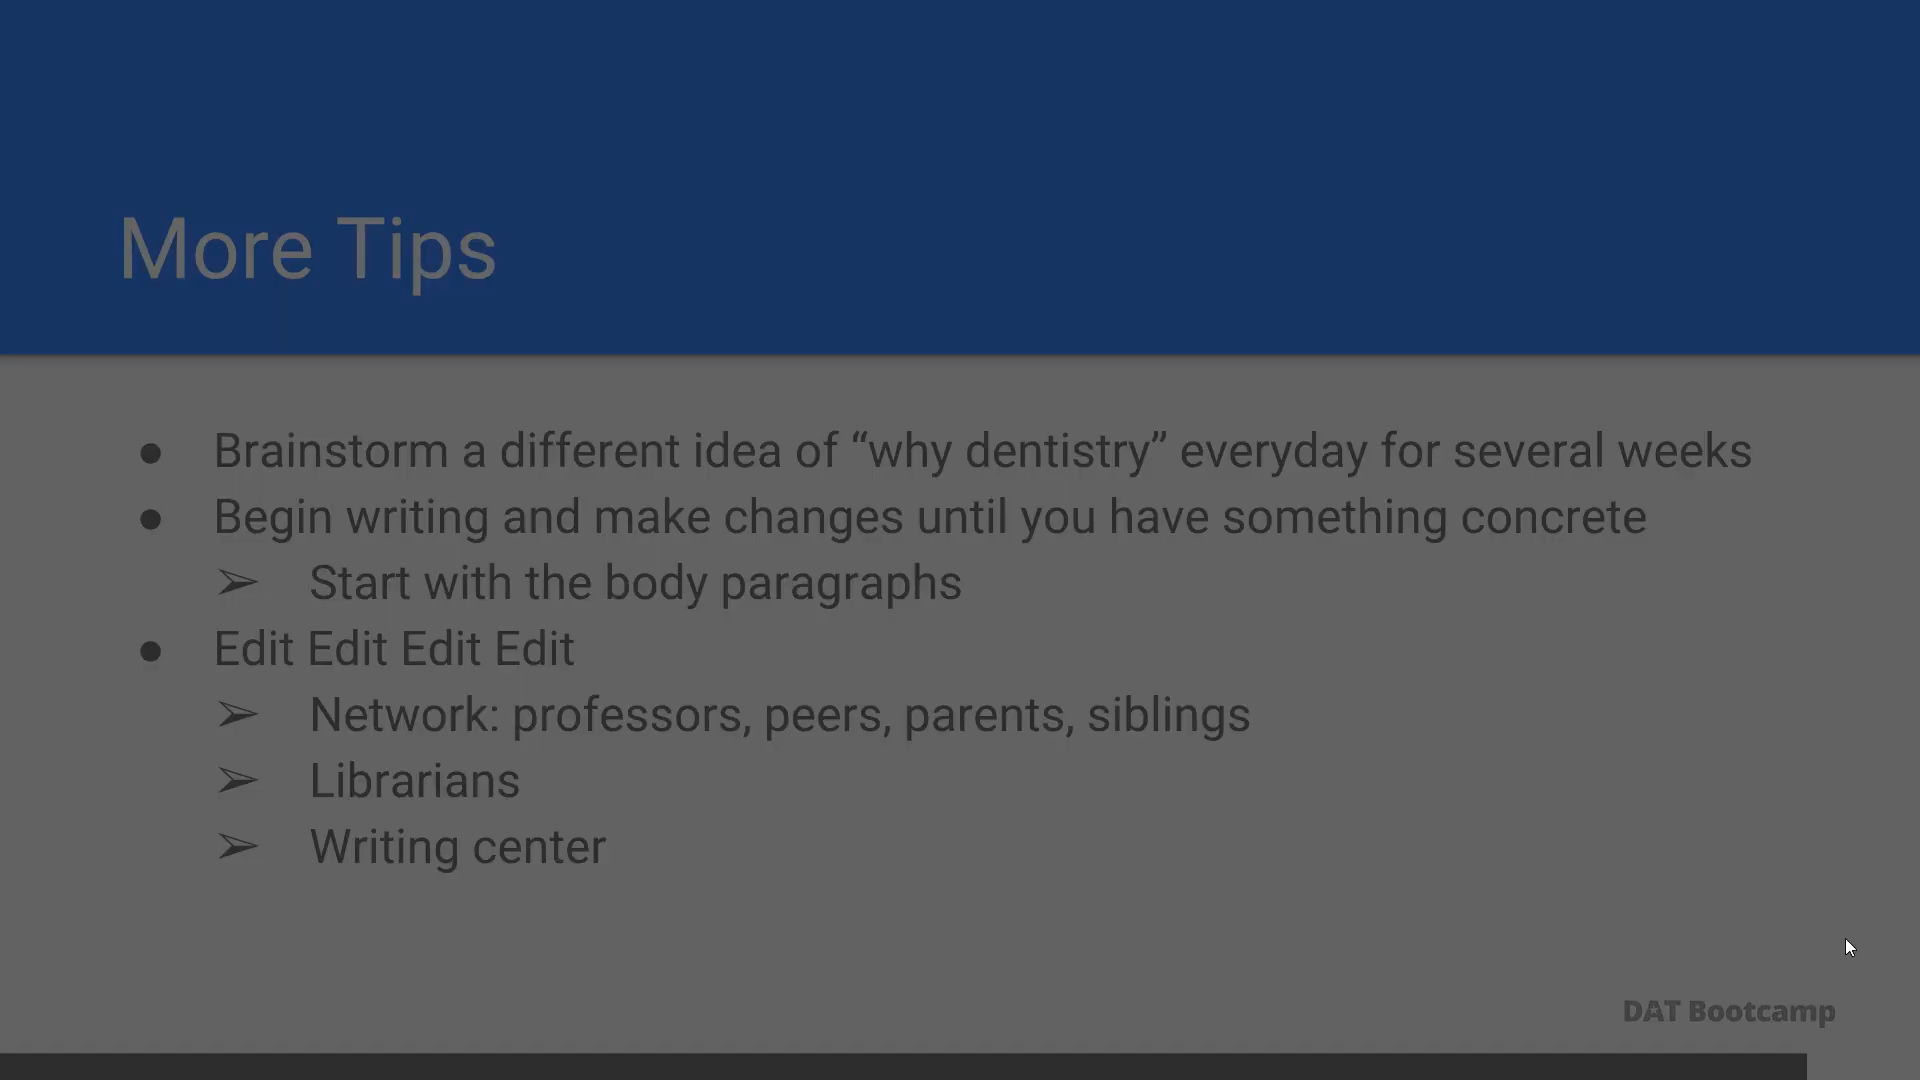 More Tips
● Brainstorm a different idea of “why dentistry” everyday for several weeks
● Begin writing and make changes until you have something concrete
➢ Start with the body paragraphs
● Edit Edit Edit Edit
➢ Network: professors, peers, parents, siblings
➢ Librarians
➢ Writing center
DAT Bootcamp